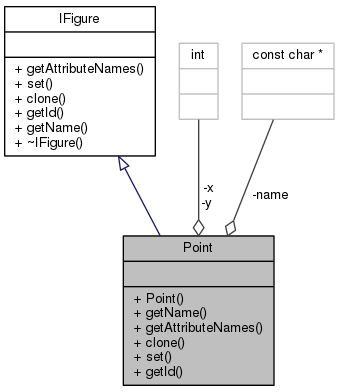 IFigure
+ getAttributeNames()
+ set()
+ clone()
+ getId()
+ getName()
+ ~IFigure()
int
const char *
-x
-y
-name
Point
+ Point()
+ getName()
+ getAttributeNames()
+ clone()
+ set()
+ getId()